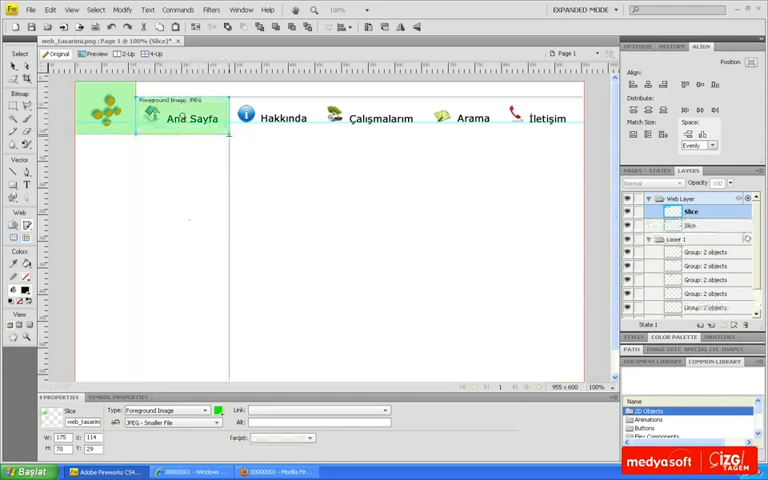 Fw File Edit View Select Modify Text Commands Filters Window Help 100% EXPANDED MODE
web_tasarimi.png : Page 1 @ 100% (Slice)*
Original Preview 2-Up 4-Up Page 1
Select
Bitmap
Vector
Web
Colors
View
Foreground Image: JPEG
Ana Sayfa Hakkında Çalışmalarım Arama İletişim
OPTIMIZE HISTORY ALIGN
Position:
Align:
Distribute:
Match Size: Space:
Evenly
PAGES STATES LAYERS
Normal Opacity 100
Web Layer
Slice
Slice
Layer 1
Group: 2 objects
Group: 2 objects
Group: 2 objects
Group: 2 objects
State 1
STYLES COLOR PALETTE SWATCHES
PATH IMAGE EDITING SPECIAL CHARACTERS
DOCUMENT LIBRARY COMMON LIBRARY
Name
2D Objects
Animations
Buttons
Flex Components
1 955 x 600 100%
PROPERTIES SYMBOL PROPERTIES
Slice Type: Foreground Image Link:
web_tasarim JPEG - Smaller File Alt:
W: 175 X: 114 Target:
H: 70 Y: 29
medyasoft ÇİZGİ TAGEM
Başlat Adobe Fireworks CS4... 00000001 - Windows ... 00000001 - Mozilla Fir...